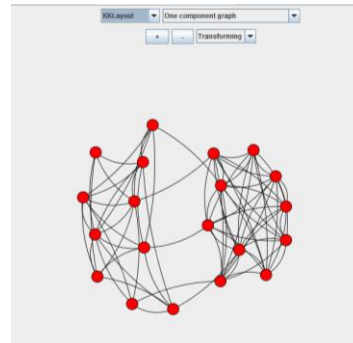 KKLayout One component graph
+ - Transforming